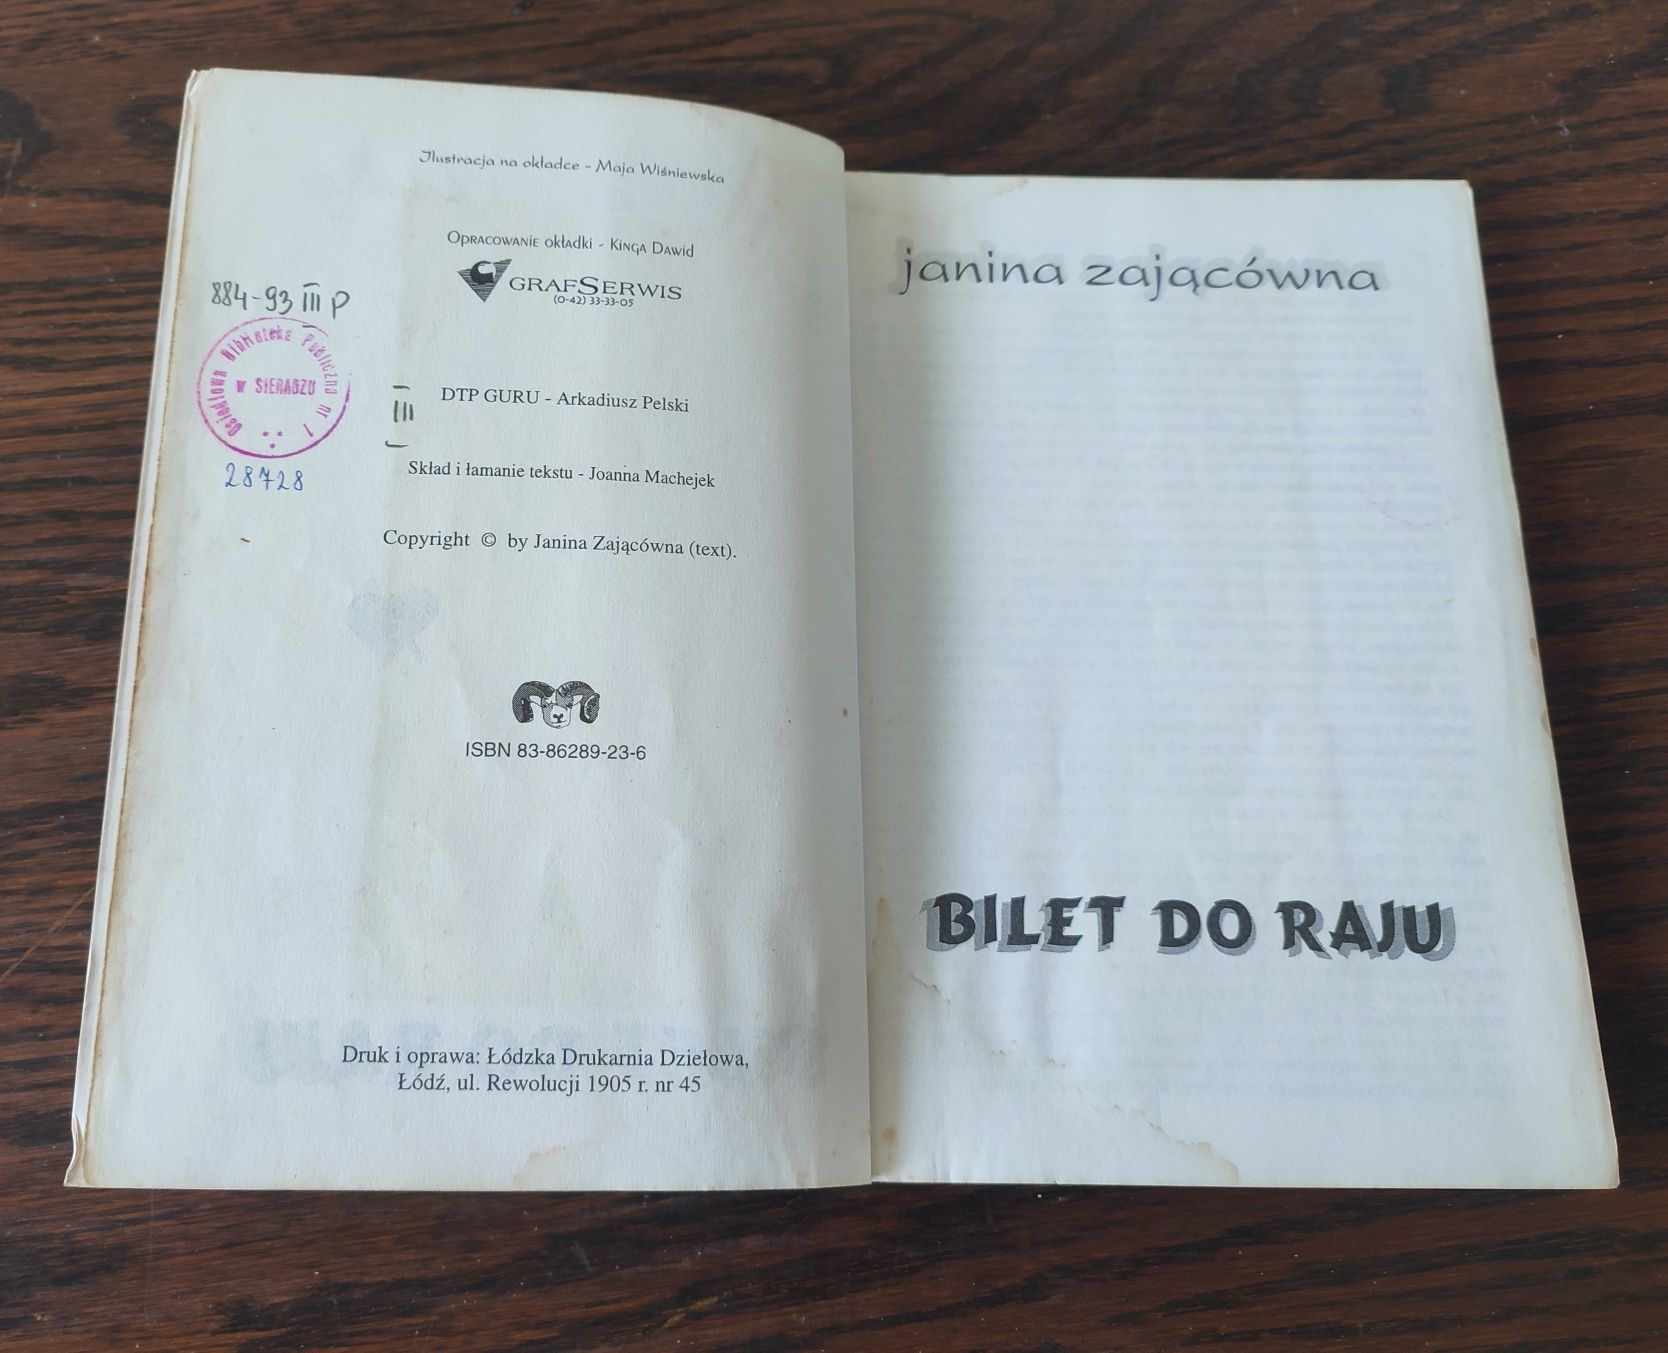 Ilustracja na okładce - Maja Wiśniewska
Opracowanie okładki - Kinga Dawid
GRAFSERWIS
(0-42) 33-33-05
884-93 III p
Osiedlowa Biblioteka Publiczna nr 1
w SIERADZU
28728
DTP GURU - Arkadiusz Pelski
III
Skład i łamanie tekstu - Joanna Machejek
Copyright © by Janina Zającówna (text).
ISBN 83-86289-23-6
Druk i oprawa: Łódzka Drukarnia Dziełowa,
Łódź, ul. Rewolucji 1905 r. nr 45
janina zającówna
BILET DO RAJU